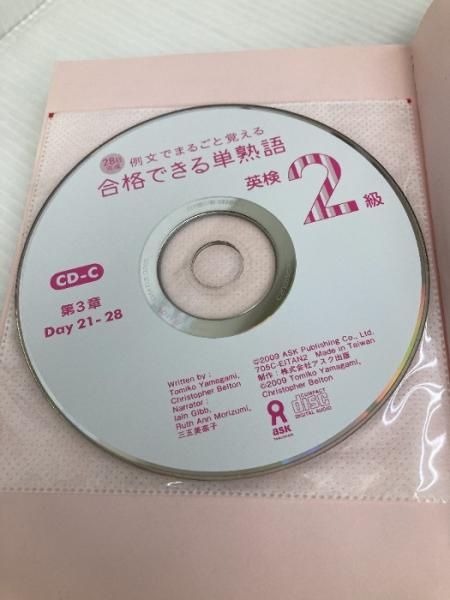 28日完成
例文でまるごと覚える
合格できる単熟語
英検 2 級
CD-C
第3章
Day 21-28
Written by :
Tomiko Yamagami,
Christopher Belton
Narrator :
Iain Gibb,
Ruth Ann Morizumi,
三五美奈子
©2009 ASK Publishing Co., Ltd.
705C-EITAN2 Made in Taiwan
制作：株式会社アスク出版
©2009 Tomiko Yamagami,
Christopher Belton
ask
COMPACT
disc
DIGITAL AUDIO